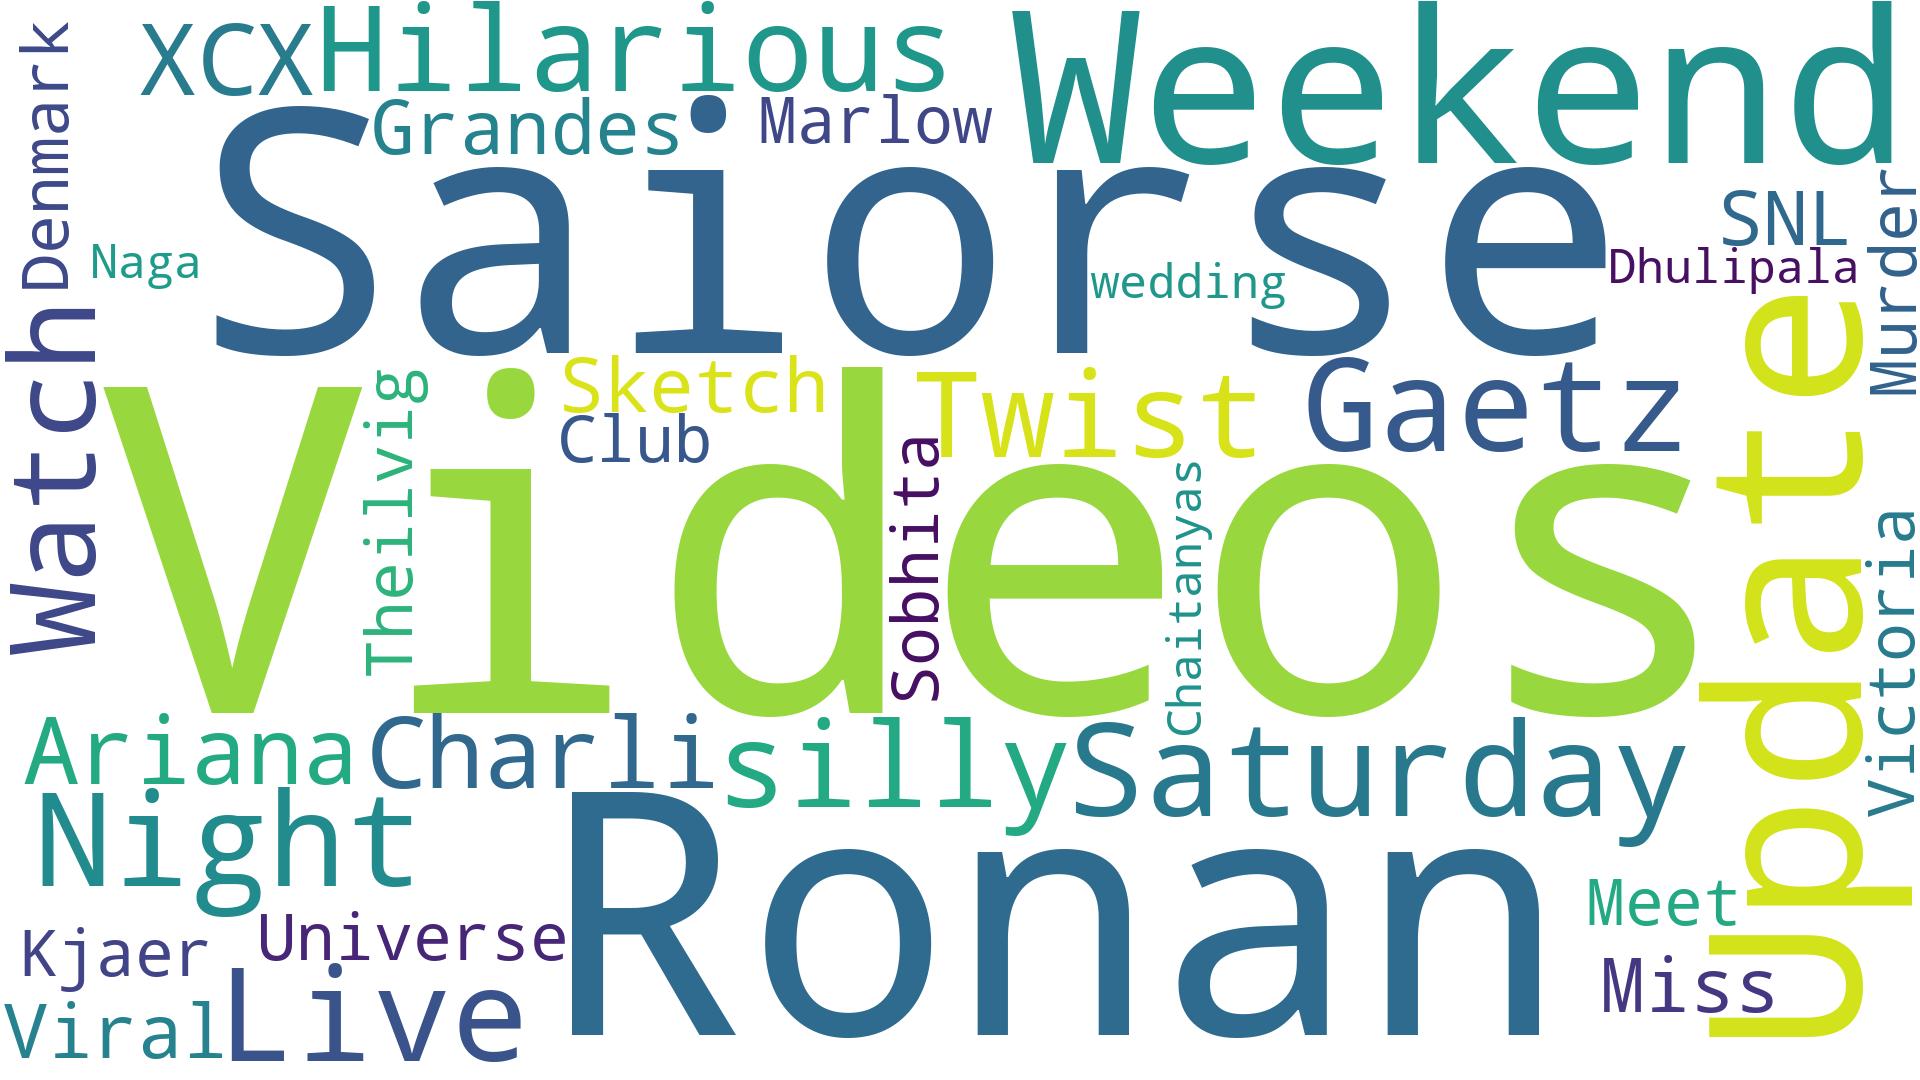 XCX
Hilarious
Weekend
Denmark
Grandes
Marlow
Saiorse
SNL
Murder
Naga
wedding
Dhulipala
Watch
Sketch
Twist
Gaetz
Update
Theilvig
Club
Videos
Sobhita
Chaitanyas
Victoria
Ariana
Charli
silly
Saturday
Night
Ronan
Meet
Kjaer
Universe
Miss
Viral
Live